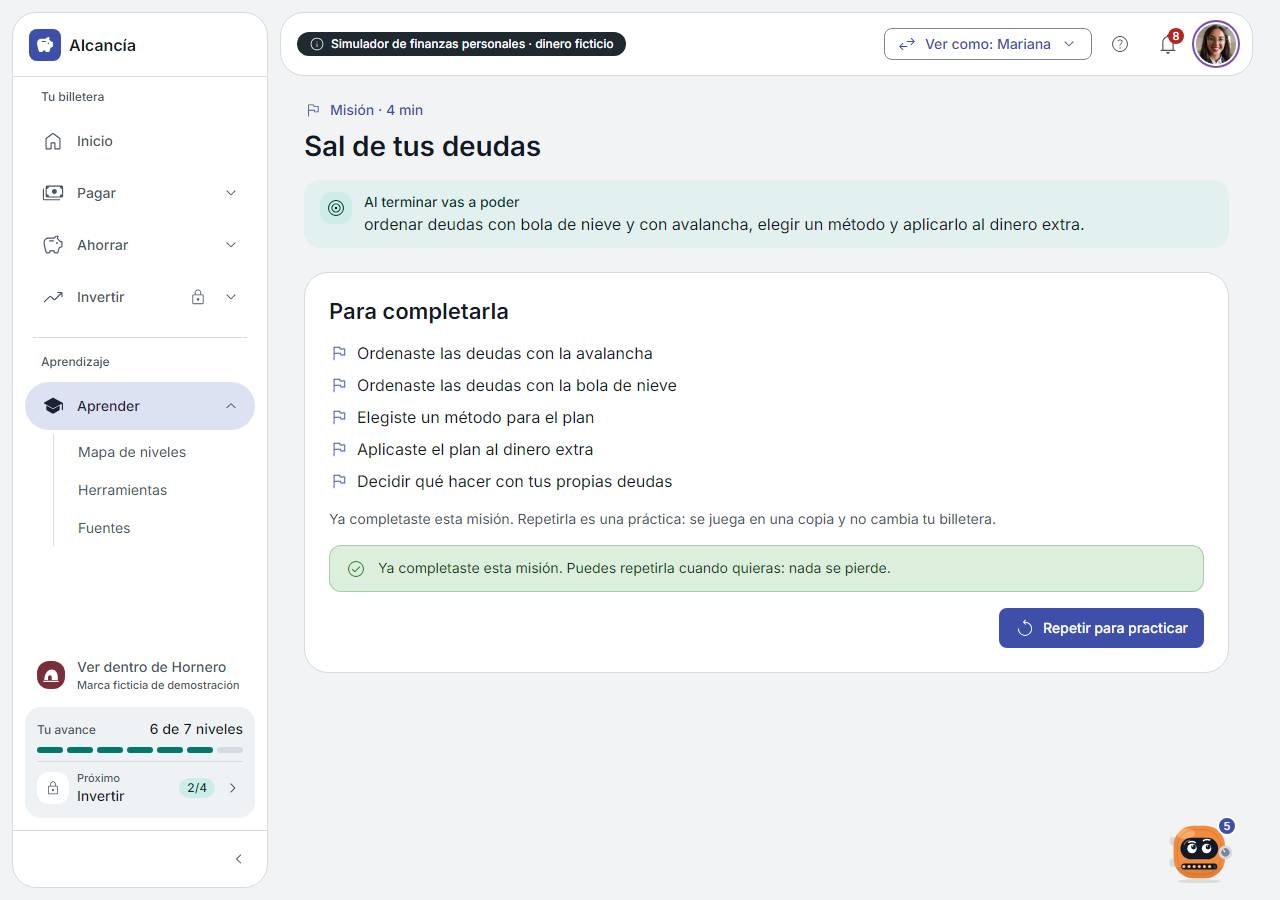 Alcancía
Tu billetera
Inicio
Pagar
Ahorrar
Invertir
Aprendizaje
Aprender
Mapa de niveles
Herramientas
Fuentes
Ver dentro de Hornero
Marca ficticia de demostración
Tu avance
6 de 7 niveles
Próximo
Invertir
2/4
Simulador de finanzas personales · dinero ficticio
Ver como: Mariana
8
Misión · 4 min
Sal de tus deudas
Al terminar vas a poder
ordenar deudas con bola de nieve y con avalancha, elegir un método y aplicarlo al dinero extra.
Para completarla
Ordenaste las deudas con la avalancha
Ordenaste las deudas con la bola de nieve
Elegiste un método para el plan
Aplicaste el plan al dinero extra
Decidir qué hacer con tus propias deudas
Ya completaste esta misión. Repetirla es una práctica: se juega en una copia y no cambia tu billetera.
Ya completaste esta misión. Puedes repetirla cuando quieras: nada se pierde.
Repetir para practicar
5